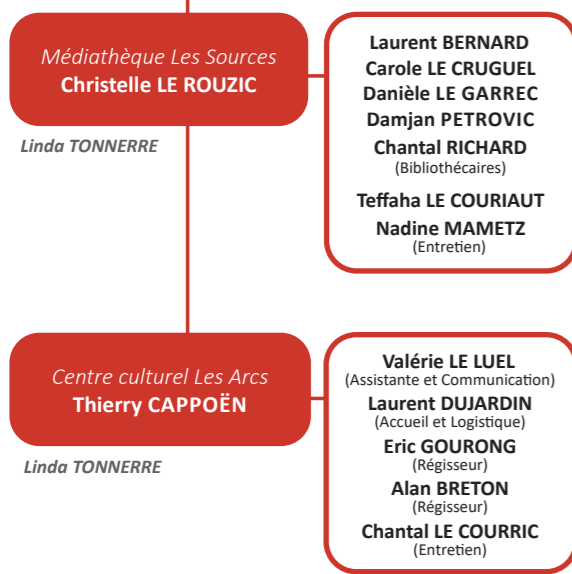 Médiathèque Les Sources
Christelle LE ROUZIC
Linda TONNERRE
Laurent BERNARD
Carole LE CRUGUEL
Danièle LE GARREC
Damjan PETROVIC
Chantal RICHARD
(Bibliothécaires)
Teffaha LE COURIAUT
Nadine MAMETZ
(Entretien)
Centre culturel Les Arcs
Thierry CAPPOËN
Linda TONNERRE
Valérie LE LUEL
(Assistante et Communication)
Laurent DUJARDIN
(Accueil et Logistique)
Eric GOURONG
(Régisseur)
Alan BRETON
(Régisseur)
Chantal LE COURRIC
(Entretien)